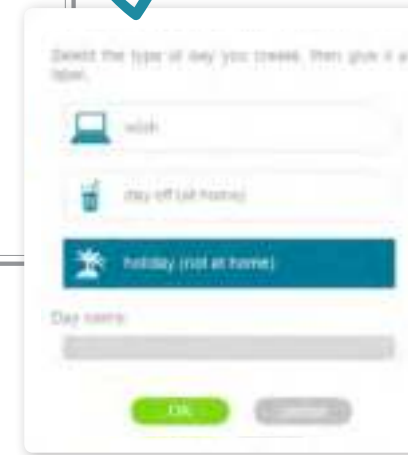 Select the type of day you create, then give it a
label.
work
day off (at home)
holiday (not at home)
Day name:
OK
cancel